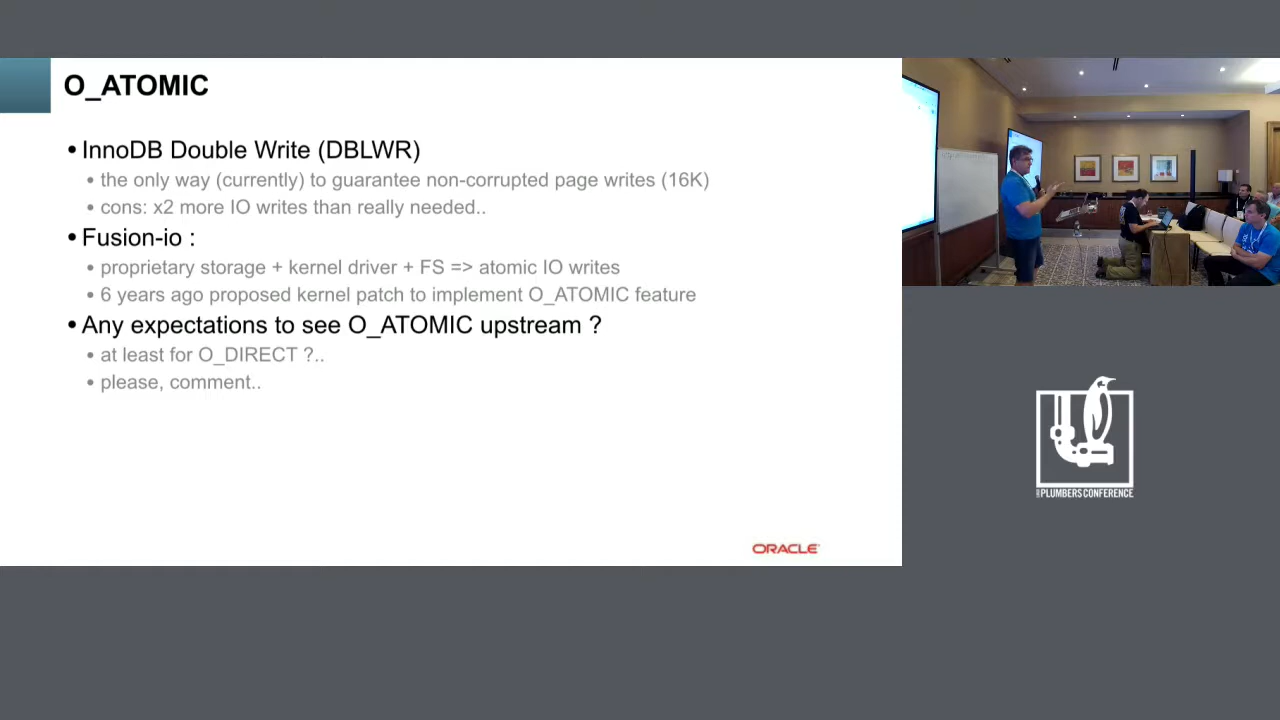 O_ATOMIC
• InnoDB Double Write (DBLWR)
• the only way (currently) to guarantee non-corrupted page writes (16K)
• cons: x2 more IO writes than really needed..
• Fusion-io :
• proprietary storage + kernel driver + FS => atomic IO writes
• 6 years ago proposed kernel patch to implement O_ATOMIC feature
• Any expectations to see O_ATOMIC upstream ?
• at least for O_DIRECT ?..
• please, comment..
ORACLE
PLUMBERS CONFERENCE